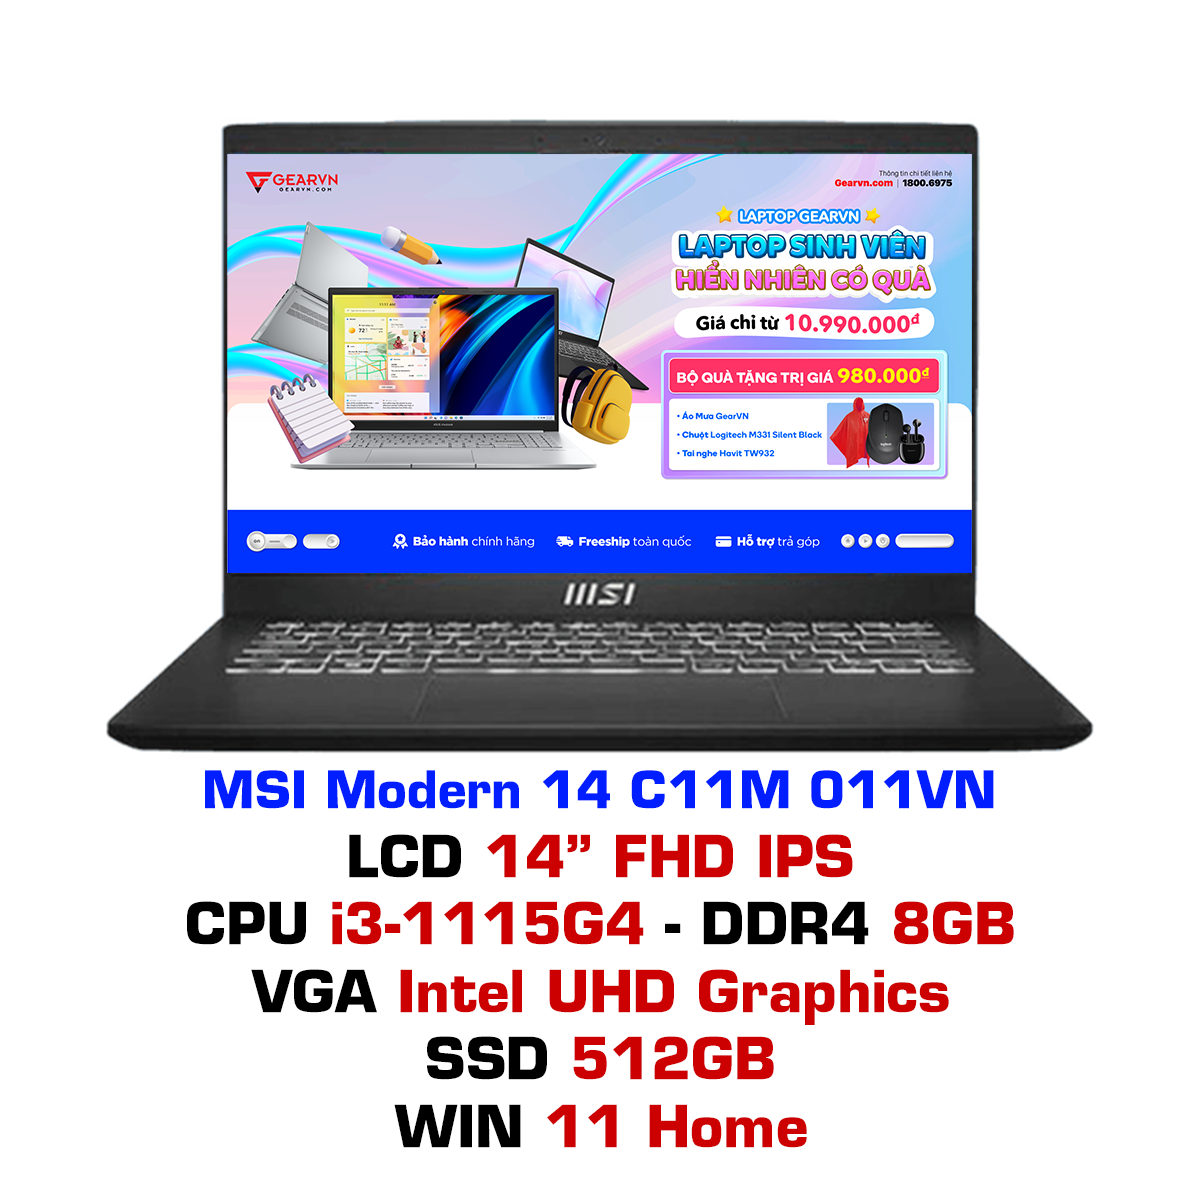 GEARVN
GEARVN.COM
Thông tin chi tiết liên hệ
Gearvn.com | 1800.6975
LAPTOP GEARVN
LAPTOP SINH VIÊN
HIỂN NHIÊN CÓ QUÀ
Giá chỉ từ 10.990.000đ
BỘ QUÀ TẶNG TRỊ GIÁ 980.000đ
• Áo Mưa GearVN
• Chuột Logitech M331 Silent Black
• Tai nghe Havit TW932
11:11 AM
on
Bảo hành chính hãng
Freeship toàn quốc
Hỗ trợ trả góp
msi
MSI Modern 14 C11M 011VN
LCD 14” FHD IPS
CPU i3-1115G4 - DDR4 8GB
VGA Intel UHD Graphics
SSD 512GB
WIN 11 Home